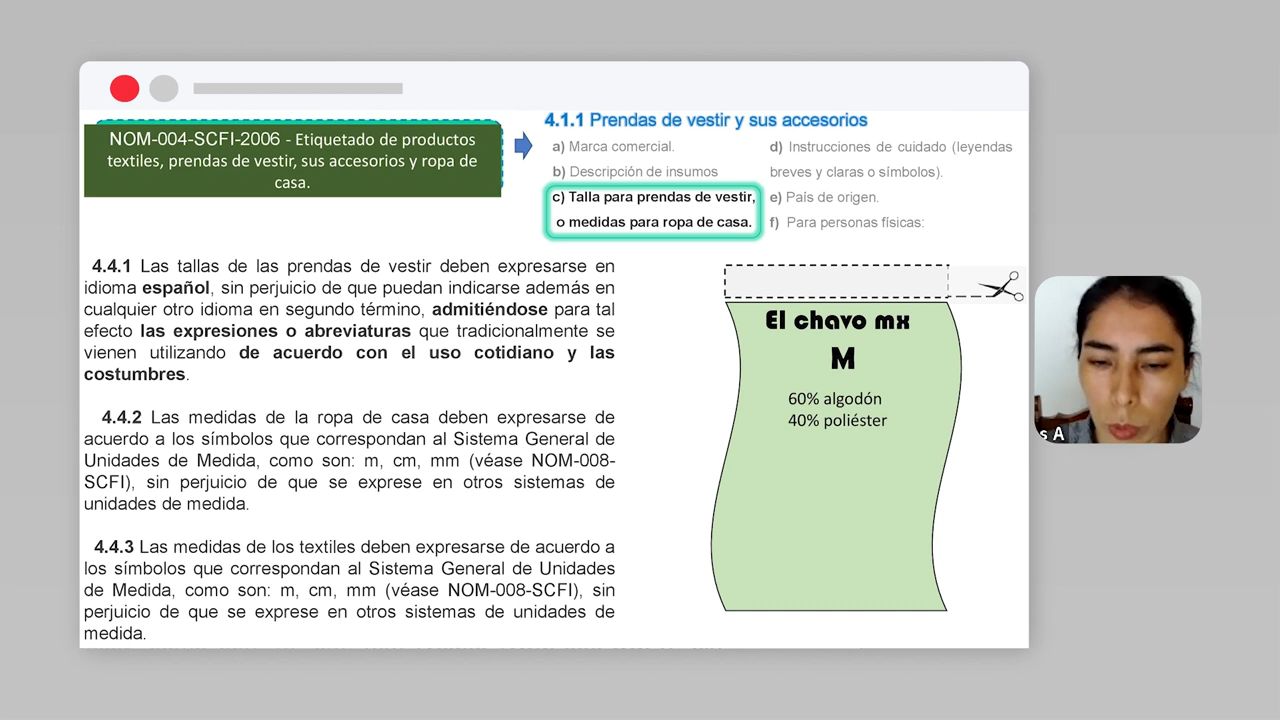 NOM-004-SCFI-2006 - Etiquetado de productos
textiles, prendas de vestir, sus accesorios y ropa de
casa.
4.1.1 Prendas de vestir y sus accesorios
a) Marca comercial.
b) Descripción de insumos
c) Talla para prendas de vestir,
o medidas para ropa de casa.
d) Instrucciones de cuidado (leyendas
breves y claras o símbolos).
e) País de origen.
f) Para personas físicas:
4.4.1 Las tallas de las prendas de vestir deben expresarse en
idioma español, sin perjuicio de que puedan indicarse además en
cualquier otro idioma en segundo término, admitiéndose para tal
efecto las expresiones o abreviaturas que tradicionalmente se
vienen utilizando de acuerdo con el uso cotidiano y las
costumbres.
4.4.2 Las medidas de la ropa de casa deben expresarse de
acuerdo a los símbolos que correspondan al Sistema General de
Unidades de Medida, como son: m, cm, mm (véase NOM-008-
SCFI), sin perjuicio de que se exprese en otros sistemas de
unidades de medida.
4.4.3 Las medidas de los textiles deben expresarse de acuerdo a
los símbolos que correspondan al Sistema General de Unidades
de Medida, como son: m, cm, mm (véase NOM-008-SCFI), sin
perjuicio de que se exprese en otros sistemas de unidades de
medida.
El chavo mx
M
60% algodón
40% poliéster
s A